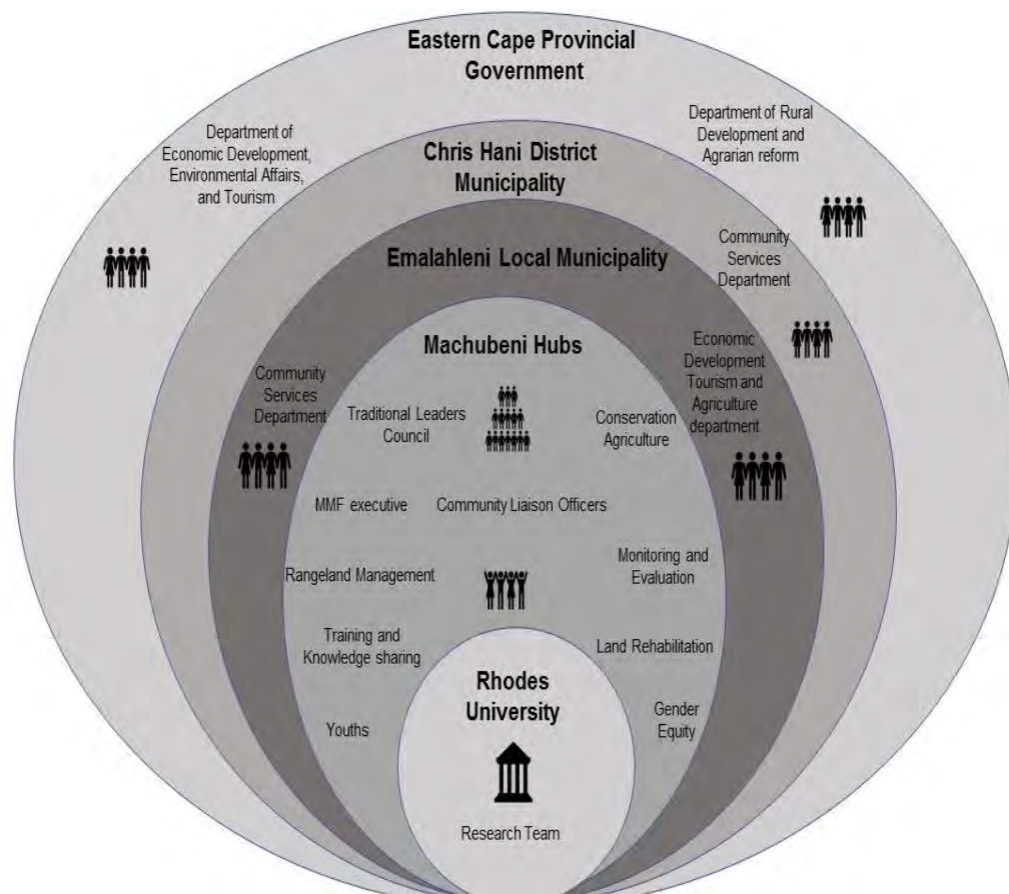 Eastern Cape Provincial
Government
Department of
Economic Development,
Environmental Affairs,
and Tourism
Department of Rural
Development and
Agrarian reform
Chris Hani District
Municipality
Community
Services
Department
Emalahleni Local Municipality
Community
Services
Department
Economic
Development
Tourism and
Agriculture
department
Machubeni Hubs
Traditional Leaders
Council
Conservation
Agriculture
MMF executive
Community Liaison Officers
Rangeland Management
Monitoring and
Evaluation
Training and
Knowledge sharing
Land Rehabilitation
Youths
Gender
Equity
Rhodes
University
Research Team